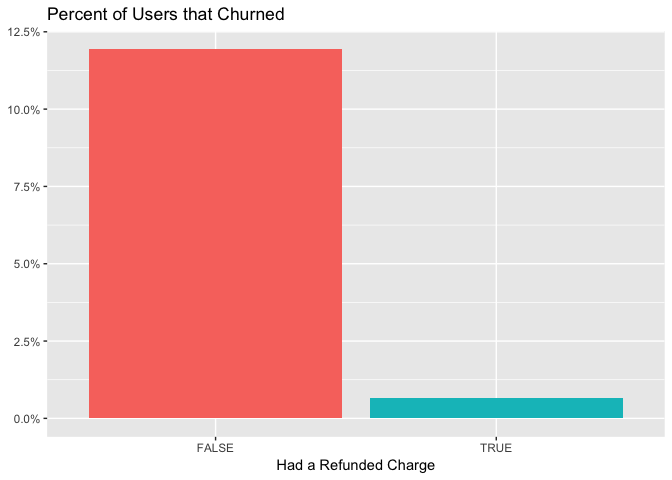 Percent of Users that Churned
12.5%
10.0%
7.5%
5.0%
2.5%
0.0%
FALSE TRUE
Had a Refunded Charge